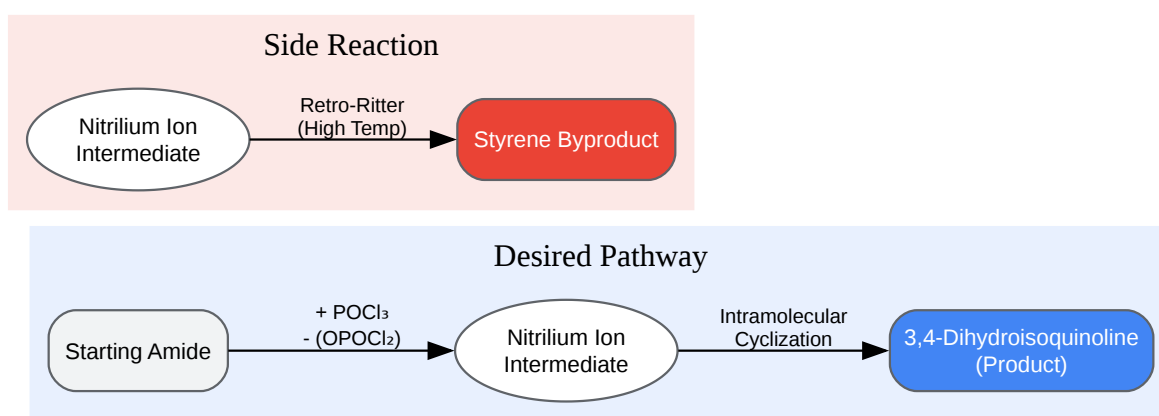 Side Reaction
Nitrilium Ion
Intermediate
Retro-Ritter
(High Temp)
Styrene Byproduct
Desired Pathway
Starting Amide
+ POCl₃
- (OPOCl₂)
Nitrilium Ion
Intermediate
Intramolecular
Cyclization
3,4-Dihydroisoquinoline
(Product)